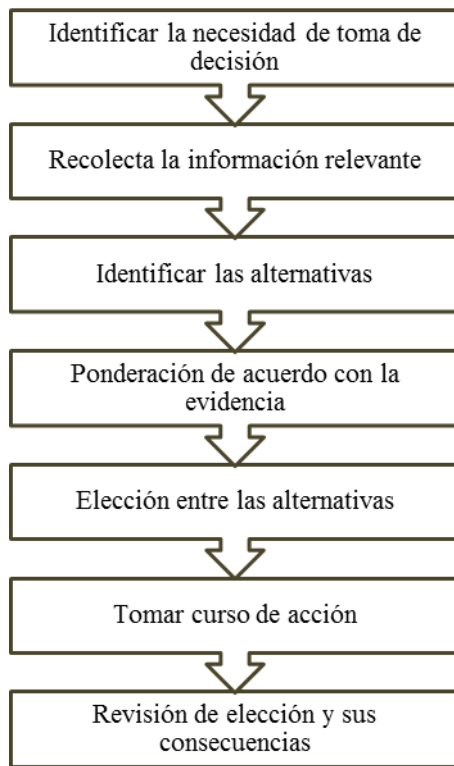 Identificar la necesidad de toma de
decisión
Recolecta la información relevante
Identificar las alternativas
Ponderación de acuerdo con la
evidencia
Elección entre las alternativas
Tomar curso de acción
Revisión de elección y sus
consecuencias